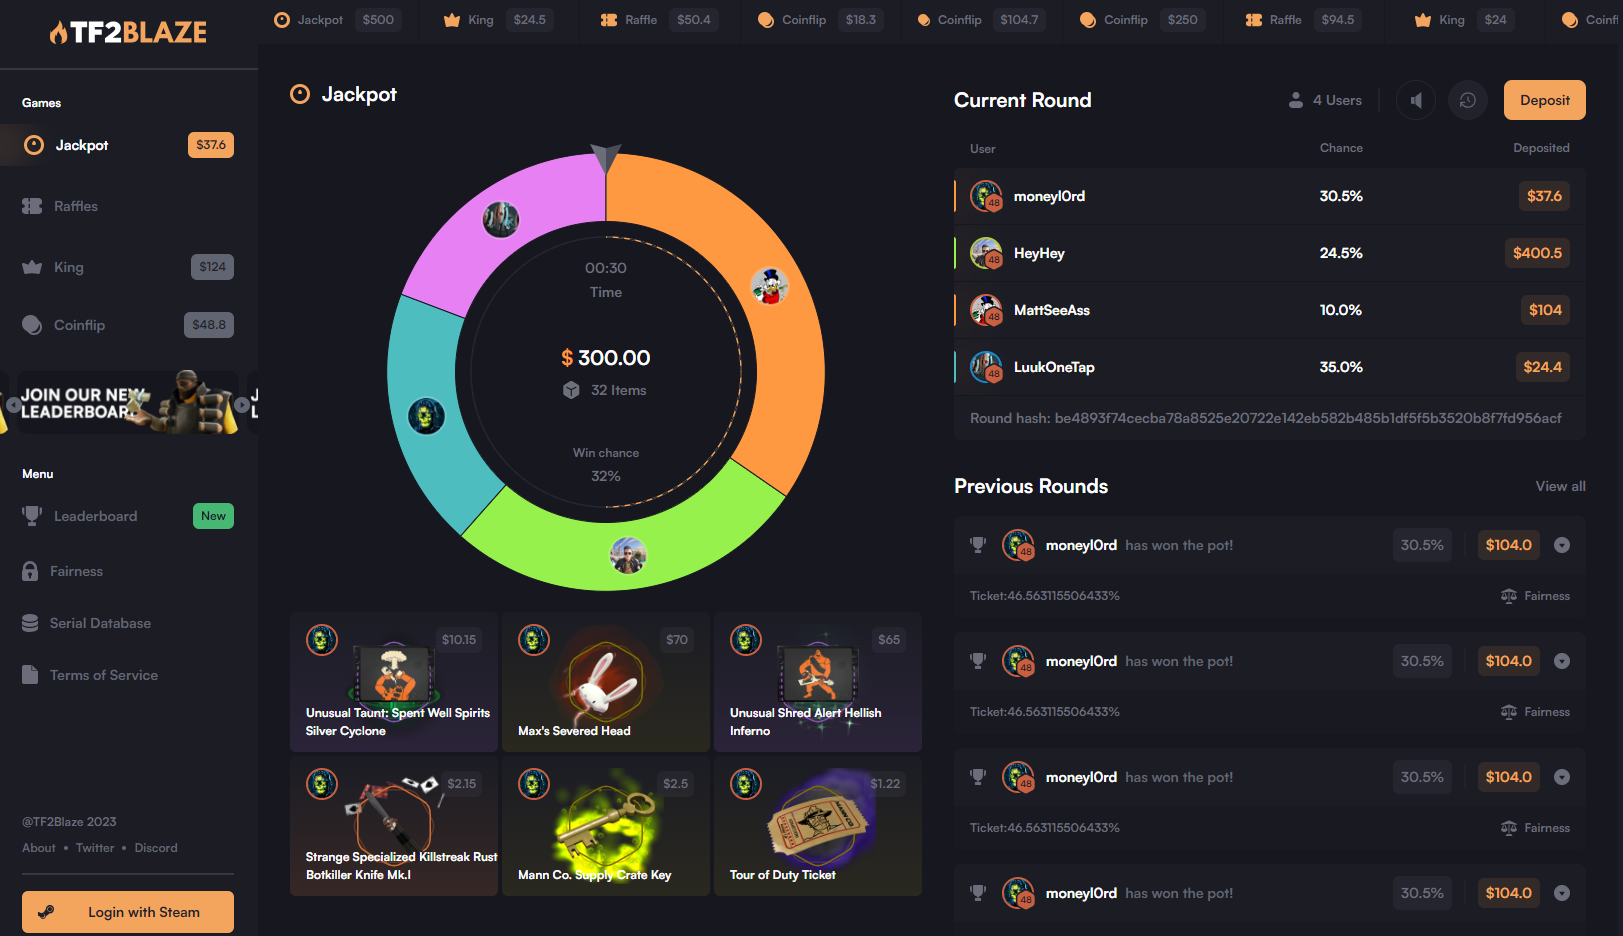 TF2BLAZE
Jackpot $500
King $24.5
Raffle $50.4
Coinflip $18.3
Coinflip $104.7
Coinflip $250
Raffle $94.5
King $24
Coinf
Games
Jackpot $37.6
Raffles
King $124
Coinflip $48.8
JOIN OUR NEW
LEADERBOARD
Menu
Leaderboard New
Fairness
Serial Database
Terms of Service
@TF2Blaze 2023
About • Twitter • Discord
Login with Steam
Jackpot
00:30
Time
$ 300.00
32 Items
Win chance
32%
$10.15
Unusual Taunt: Spent Well Spirits
Silver Cyclone
$70
Max's Severed Head
$65
Unusual Shred Alert Hellish
Inferno
$2.15
Strange Specialized Killstreak Rust
Botkiller Knife Mk.I
$2.5
Mann Co. Supply Crate Key
$1.22
Tour of Duty Ticket
Current Round
4 Users
Deposit
User Chance Deposited
48 moneyl0rd 30.5% $37.6
48 HeyHey 24.5% $400.5
48 MattSeeAss 10.0% $104
48 LuukOneTap 35.0% $24.4
Round hash: be4893f74cecba78a8525e20722e142eb582b485b1df5f5b3520b8f7fd956acf
Previous Rounds View all
48 moneyl0rd has won the pot! 30.5% $104.0
Ticket:46.563115506433% Fairness
48 moneyl0rd has won the pot! 30.5% $104.0
Ticket:46.563115506433% Fairness
48 moneyl0rd has won the pot! 30.5% $104.0
Ticket:46.563115506433% Fairness
48 moneyl0rd has won the pot! 30.5% $104.0